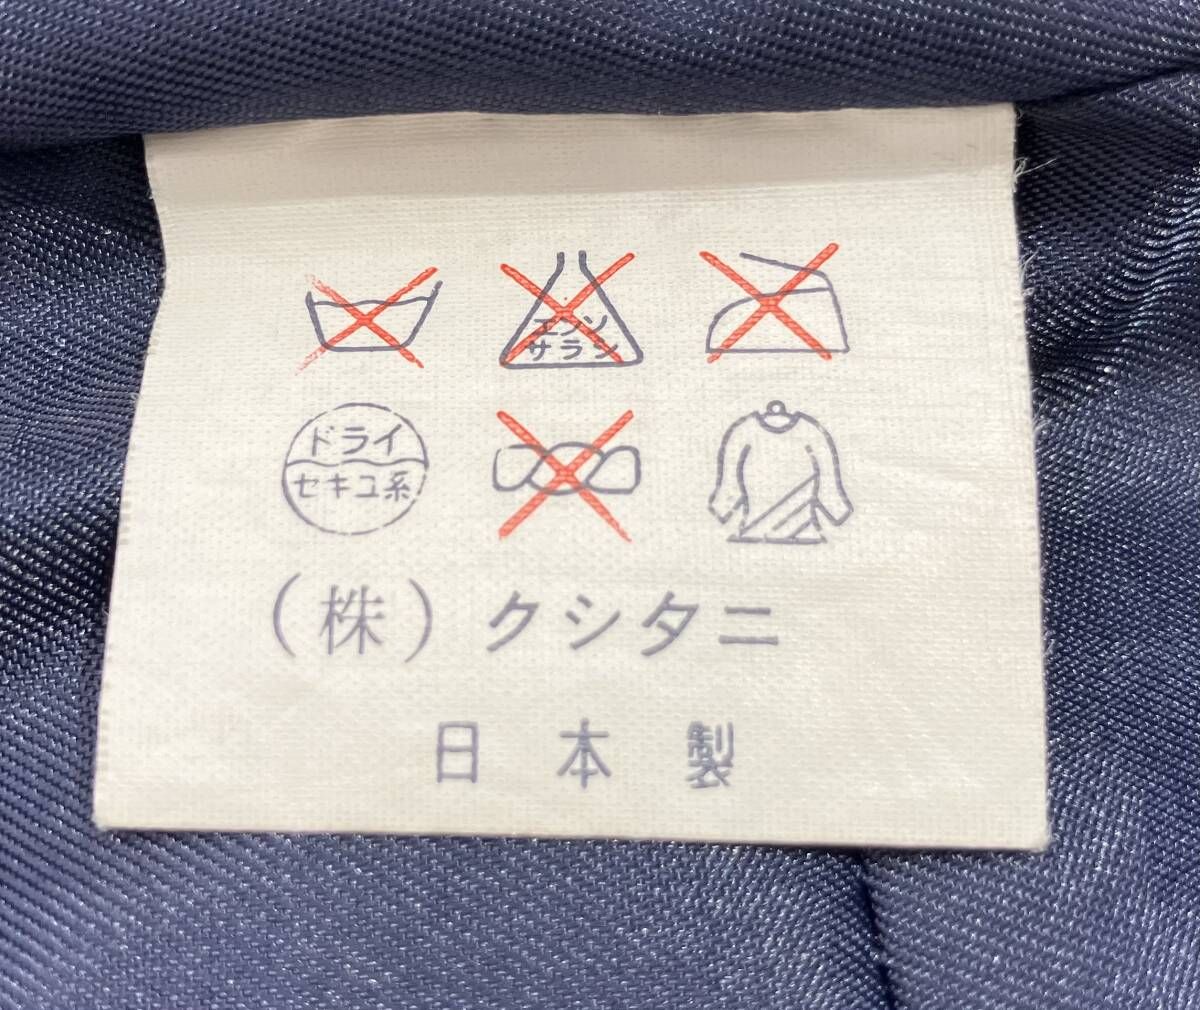 エンソ
サラシ
ドライ
セキユ系
(株) クシタニ
日本製